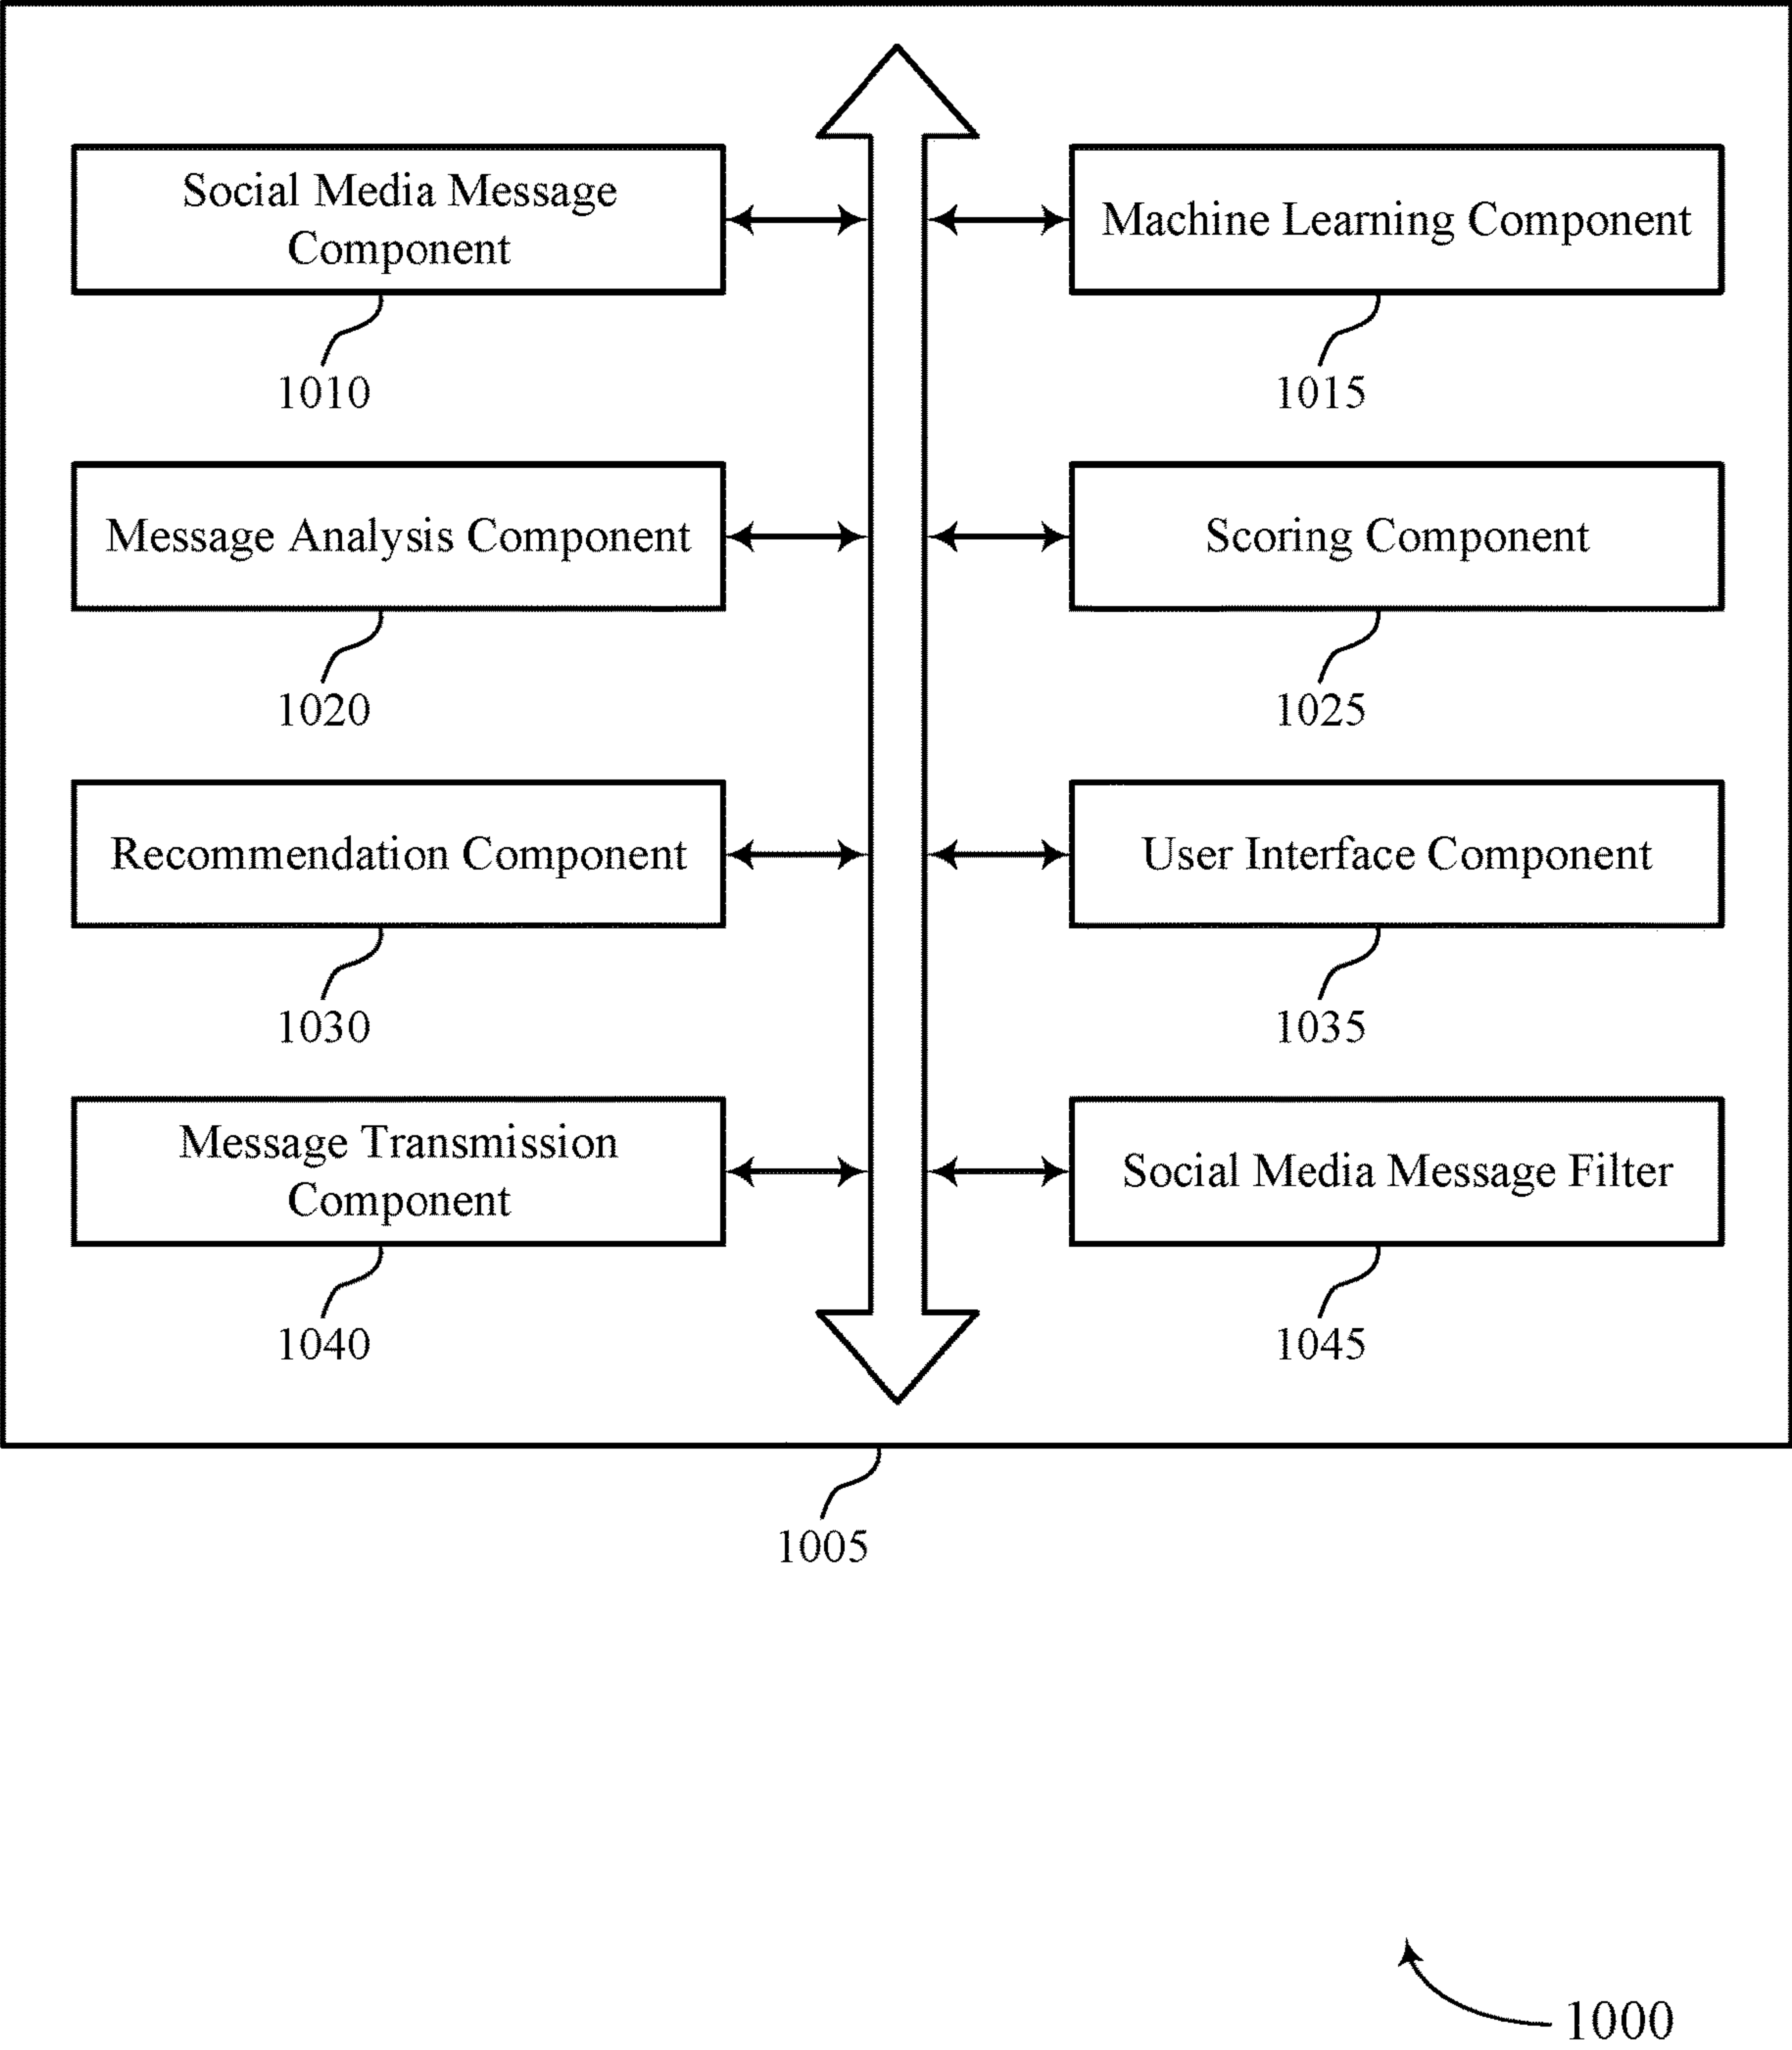 Social Media Message
Component
1010
Machine Learning Component
1015
Message Analysis Component
1020
Scoring Component
1025
Recommendation Component
1030
User Interface Component
1035
Message Transmission
Component
1040
Social Media Message Filter
1045
1005
1000